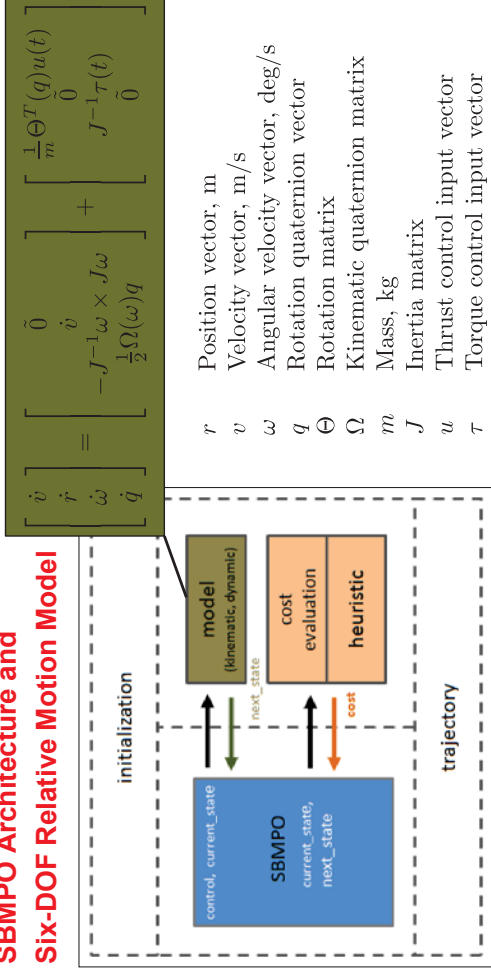 SBMPO Architecture and
Six-DOF Relative Motion Model
initialization
control, current_state
SBMPO
current_state,
next_state
next_state
cost
model
(kinematic, dynamic)
cost
evaluation
heuristic
trajectory
[ v̇ ṙ ω̇ q̇ ] = [ 0̃ v̇ −J⁻¹ω × Jω ½Ω(ω)q ] + [ 1/m Θᵀ(q)u(t) 0̃ J⁻¹τ(t) 0̃ ]
r Position vector, m
v Velocity vector, m/s
ω Angular velocity vector, deg/s
q Rotation quaternion vector
Θ Rotation matrix
Ω Kinematic quaternion matrix
m Mass, kg
J Inertia matrix
u Thrust control input vector
τ Torque control input vector